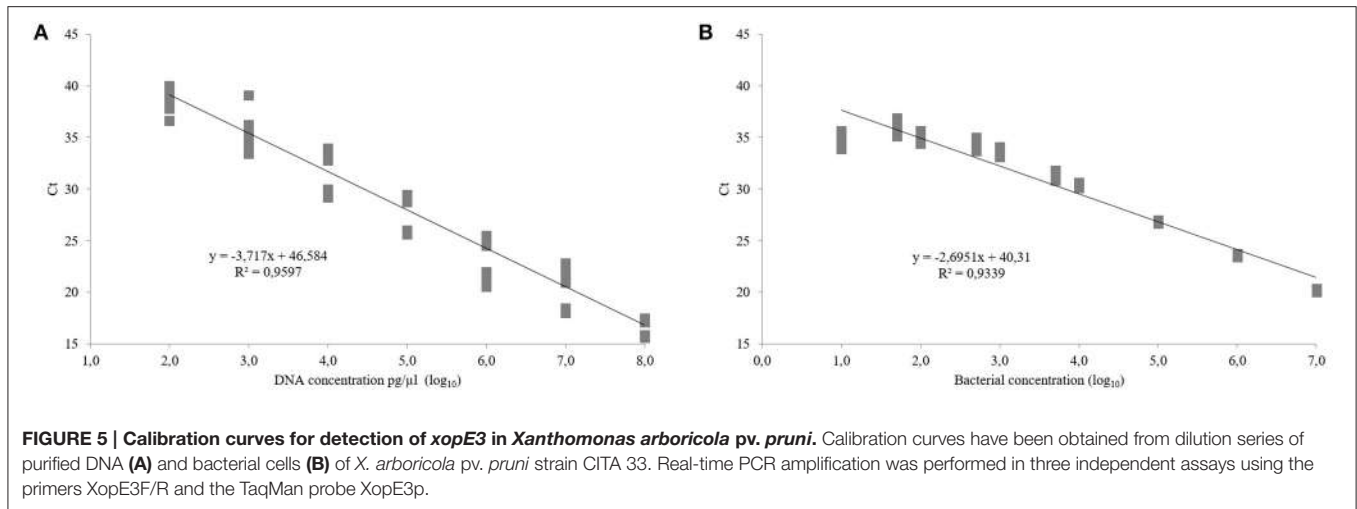 A
45
40
35
30
25
20
15
Ct
y = -3,717x + 46,584
R² = 0,9597
1,0 2,0 3,0 4,0 5,0 6,0 7,0 8,0
DNA concentration pg/µl (log₁₀)
B
45
40
35
30
25
20
15
Ct
y = -2,6951x + 40,31
R² = 0,9339
0,0 1,0 2,0 3,0 4,0 5,0 6,0 7,0
Bacterial concentration (log₁₀)
FIGURE 5 | Calibration curves for detection of xopE3 in Xanthomonas arboricola pv. pruni. Calibration curves have been obtained from dilution series of
purified DNA (A) and bacterial cells (B) of X. arboricola pv. pruni strain CITA 33. Real-time PCR amplification was performed in three independent assays using the
primers XopE3F/R and the TaqMan probe XopE3p.